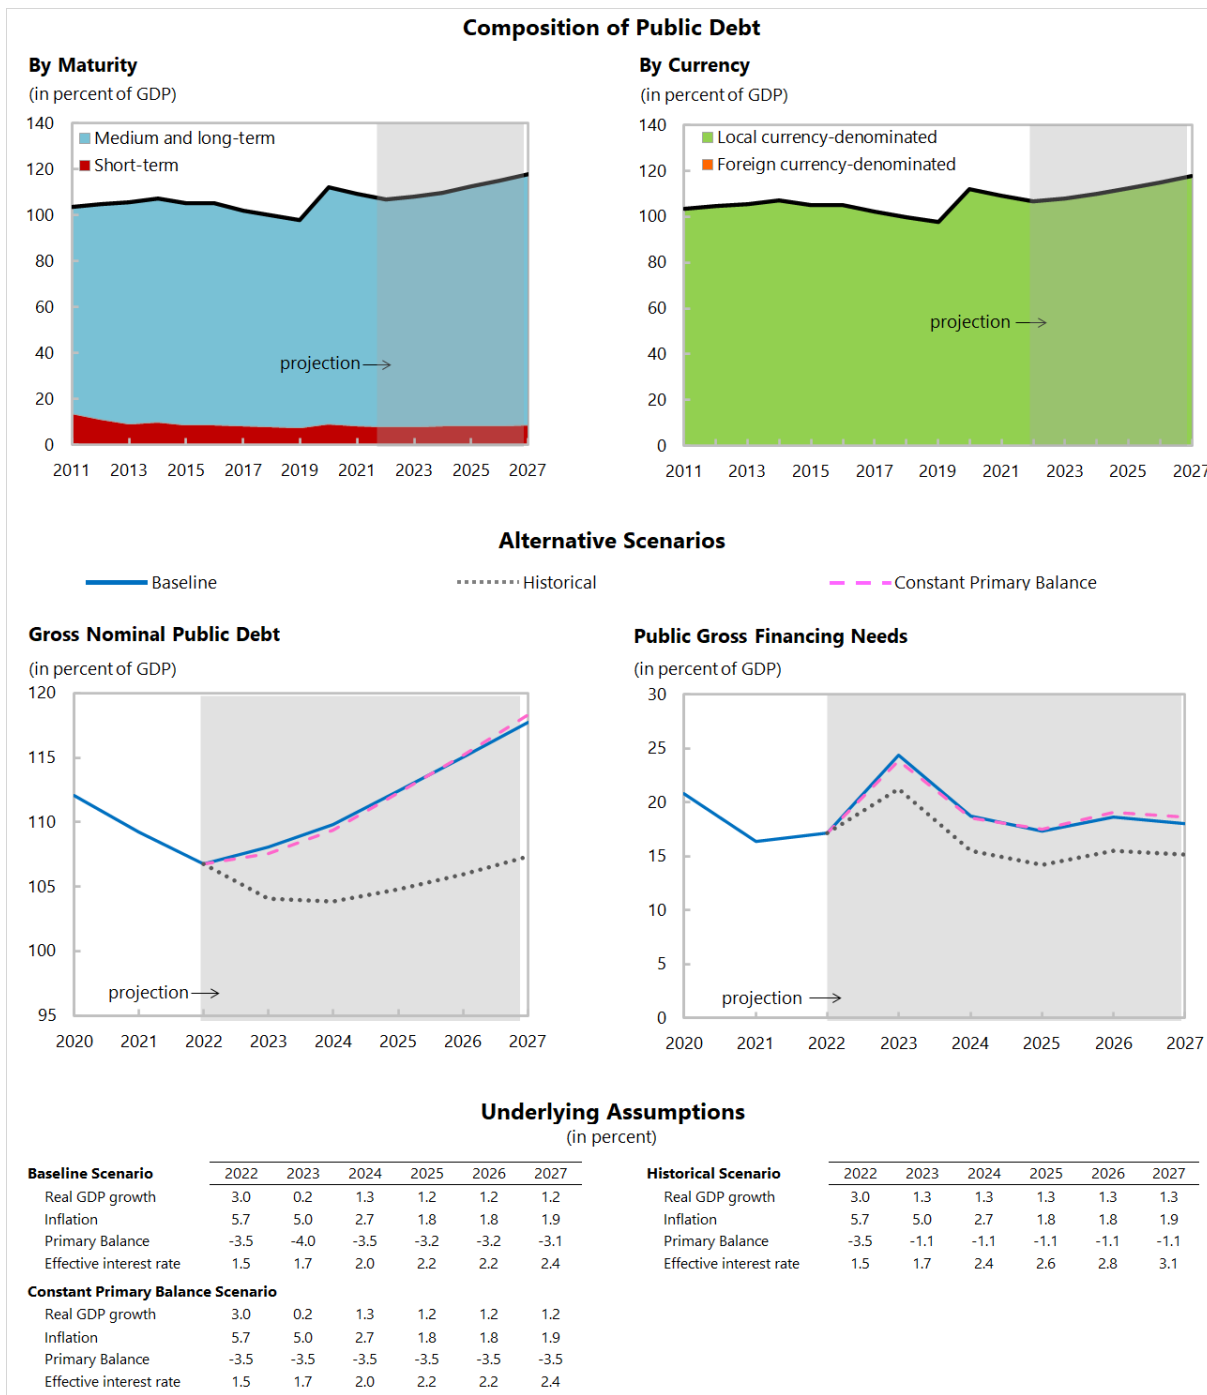 Composition of Public Debt
By Maturity
(in percent of GDP)
140
120
100
80
60
40
20
0
Medium and long-term
Short-term
projection
2011 2013 2015 2017 2019 2021 2023 2025 2027
By Currency
(in percent of GDP)
140
120
100
80
60
40
20
0
Local currency-denominated
Foreign currency-denominated
projection
2011 2013 2015 2017 2019 2021 2023 2025 2027
Alternative Scenarios
Baseline Historical Constant Primary Balance
Gross Nominal Public Debt
(in percent of GDP)
120
115
110
105
100
95
projection
2020 2021 2022 2023 2024 2025 2026 2027
Public Gross Financing Needs
(in percent of GDP)
30
25
20
15
10
5
0
projection
2020 2021 2022 2023 2024 2025 2026 2027
Underlying Assumptions
(in percent)
Baseline Scenario 2022 2023 2024 2025 2026 2027
Real GDP growth 3.0 0.2 1.3 1.2 1.2 1.2
Inflation 5.7 5.0 2.7 1.8 1.8 1.9
Primary Balance -3.5 -4.0 -3.5 -3.2 -3.2 -3.1
Effective interest rate 1.5 1.7 2.0 2.2 2.2 2.4
Constant Primary Balance Scenario
Real GDP growth 3.0 0.2 1.3 1.2 1.2 1.2
Inflation 5.7 5.0 2.7 1.8 1.8 1.9
Primary Balance -3.5 -3.5 -3.5 -3.5 -3.5 -3.5
Effective interest rate 1.5 1.7 2.0 2.2 2.2 2.4
Historical Scenario 2022 2023 2024 2025 2026 2027
Real GDP growth 3.0 1.3 1.3 1.3 1.3 1.3
Inflation 5.7 5.0 2.7 1.8 1.8 1.9
Primary Balance -3.5 -1.1 -1.1 -1.1 -1.1 -1.1
Effective interest rate 1.5 1.7 2.4 2.6 2.8 3.1